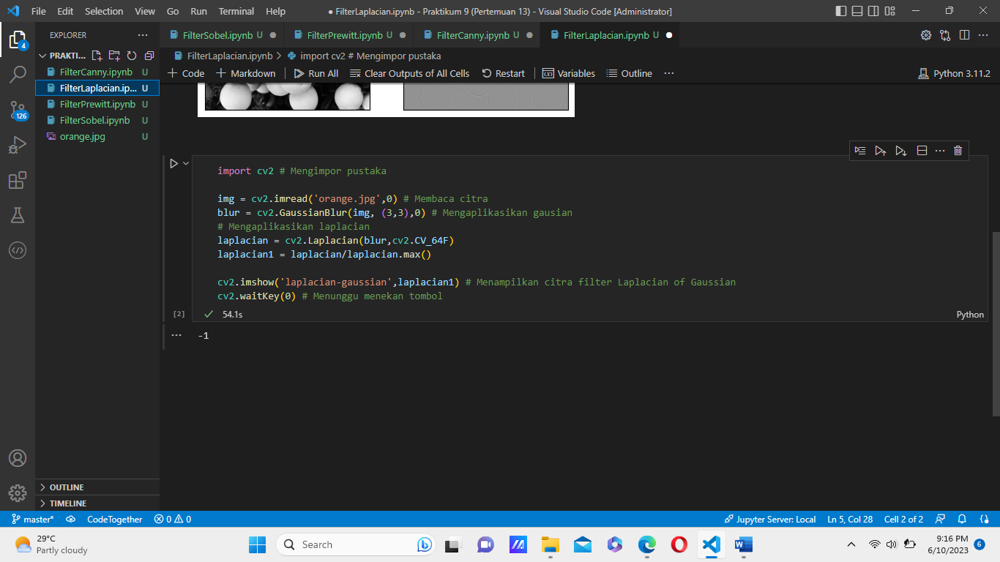 File Edit Selection View Go Run Terminal Help
● FilterLaplacian.ipynb - Praktikum 9 (Pertemuan 13) - Visual Studio Code [Administrator]
EXPLORER
FilterSobel.ipynb U
FilterPrewitt.ipynb U
FilterCanny.ipynb U
FilterLaplacian.ipynb U
4
PRAKTI...
FilterLaplacian.ipynb > import cv2 # Mengimpor pustaka
FilterCanny.ipynb U
FilterLaplacian.ip... U
FilterPrewitt.ipynb U
FilterSobel.ipynb U
orange.jpg U
126
+ Code + Markdown Run All Clear Outputs of All Cells Restart Variables Outline ...
Python 3.11.2
import cv2 # Mengimpor pustaka
img = cv2.imread('orange.jpg',0) # Membaca citra
blur = cv2.GaussianBlur(img, (3,3),0) # Mengaplikasikan gausian
# Mengaplikasikan laplacian
laplacian = cv2.Laplacian(blur,cv2.CV_64F)
laplacian1 = laplacian/laplacian.max()
cv2.imshow('laplacian-gaussian',laplacian1) # Menampilkan citra filter Laplacian of Gaussian
cv2.waitKey(0) # Menunggu menekan tombol
[2] 54.1s Python
-1
OUTLINE
TIMELINE
master* CodeTogether 0 0 Jupyter Server: Local Ln 5, Col 28 Cell 2 of 2
29°C
Partly cloudy
Search
9:16 PM
6/10/2023
6